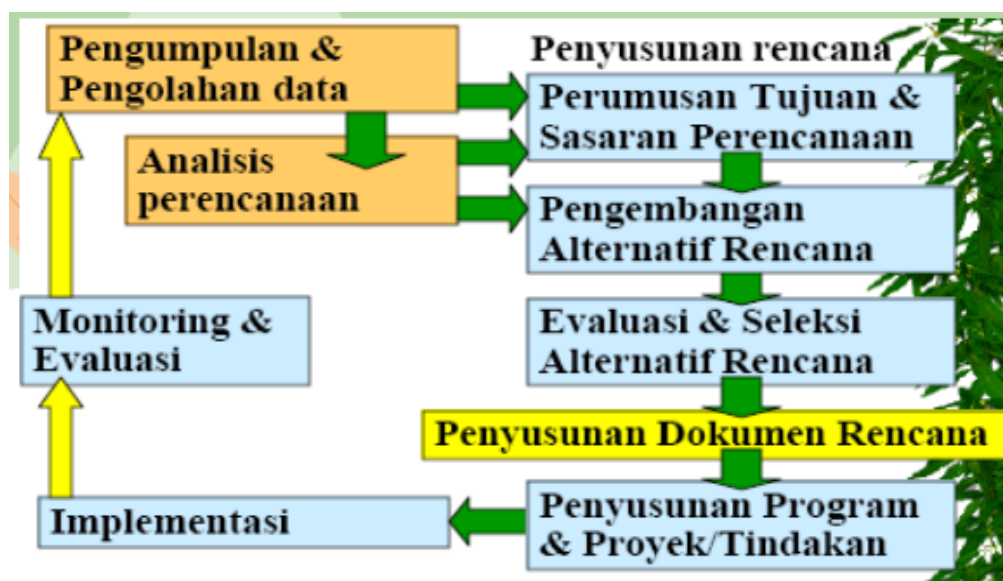 Pengumpulan &
Pengolahan data
Analisis
perencanaan
Penyusunan rencana
Perumusan Tujuan &
Sasaran Perencanaan
Pengembangan
Alternatif Rencana
Evaluasi & Seleksi
Alternatif Rencana
Penyusunan Dokumen Rencana
Penyusunan Program
& Proyek/Tindakan
Implementasi
Monitoring &
Evaluasi